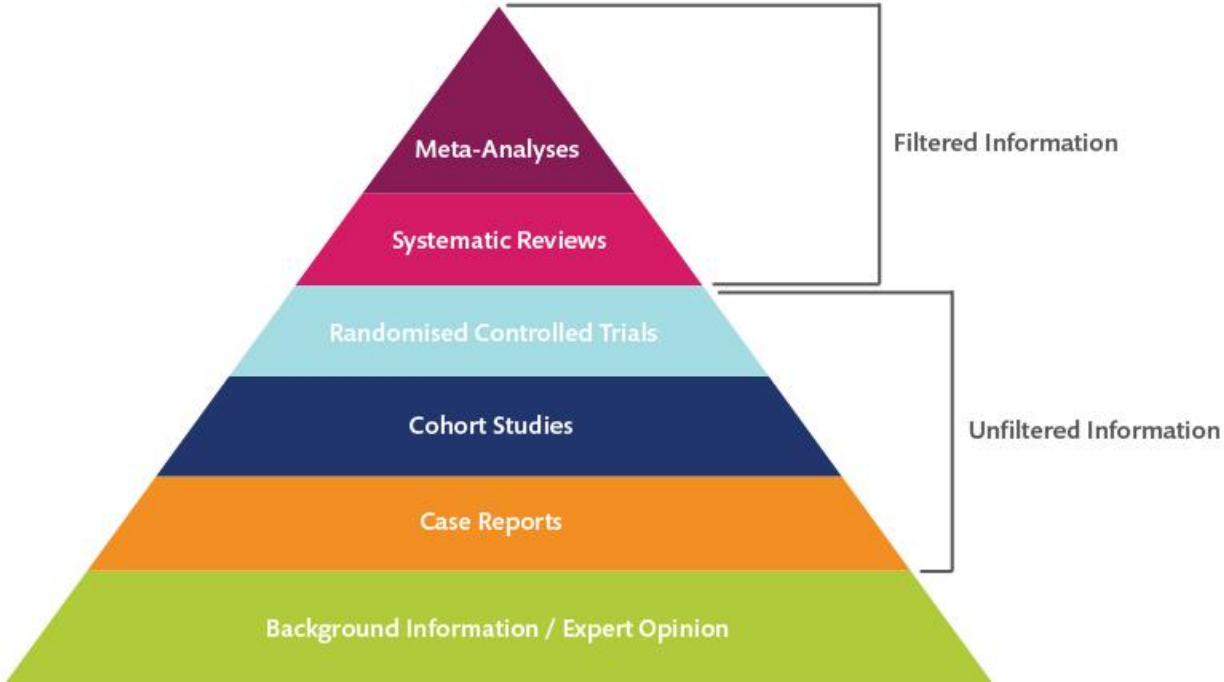 Meta-Analyses
Filtered Information
Systematic Reviews
Randomised Controlled Trials
Cohort Studies
Unfiltered Information
Case Reports
Background Information / Expert Opinion